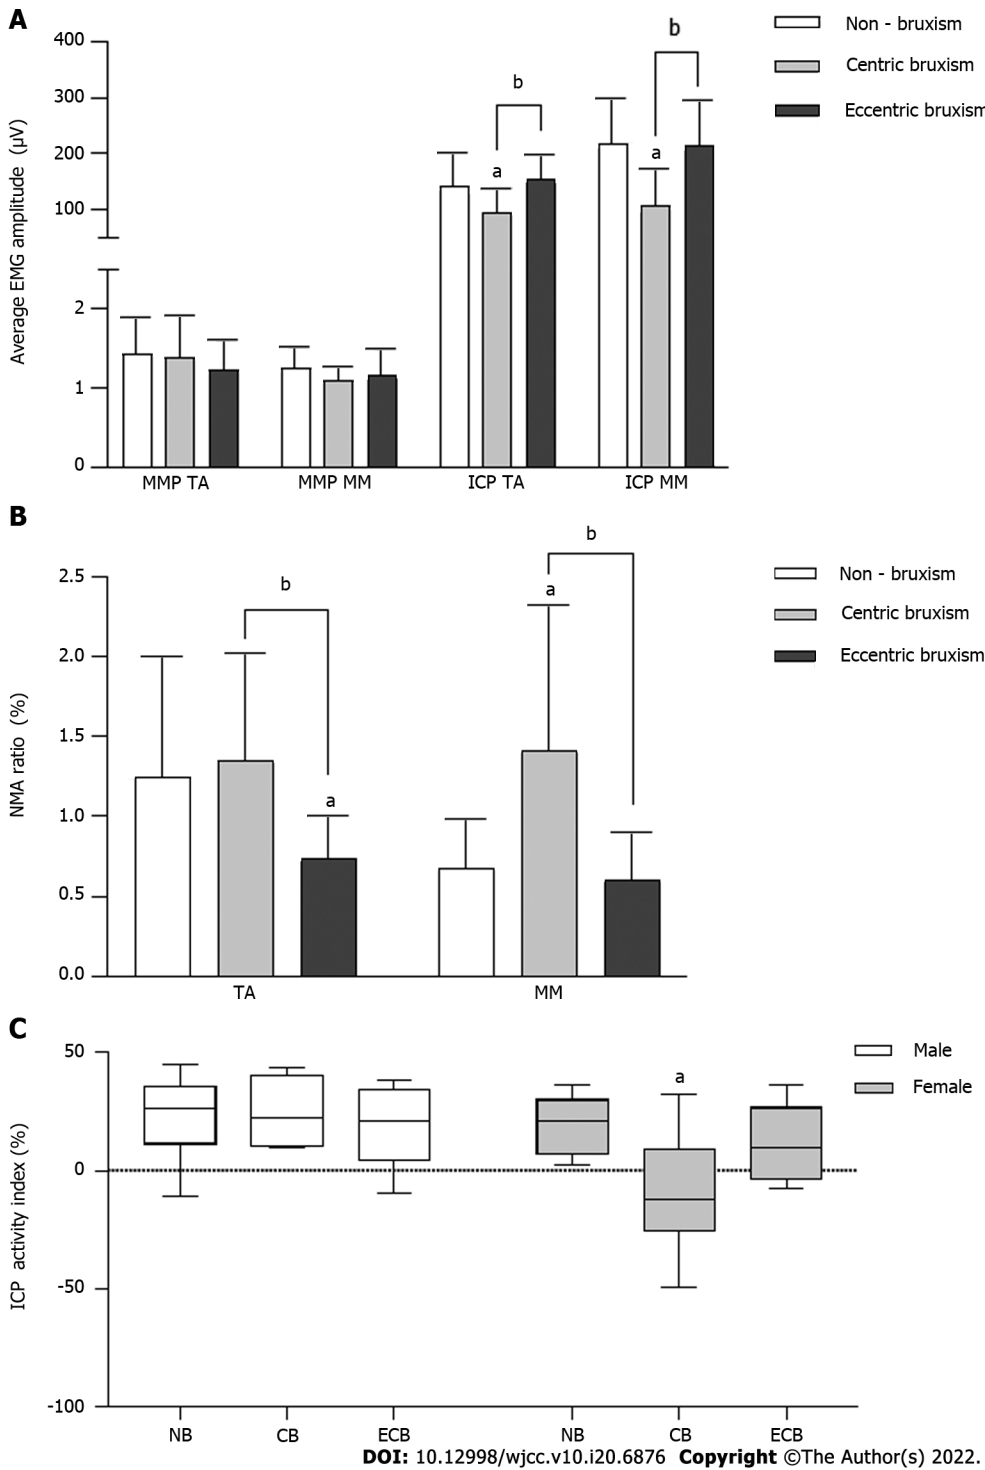 A
400
300
200
100
2
1
0
Average EMG amplitude (µV)
b
b
a
a
MMP TA MMP MM ICP TA ICP MM
Non - bruxism
Centric bruxism
Eccentric bruxism
B
2.5
2.0
1.5
1.0
0.5
0.0
NMA ratio (%)
b
b
a
a
TA MM
Non - bruxism
Centric bruxism
Eccentric bruxism
C
50
0
-50
-100
ICP activity index (%)
a
Male
Female
NB CB ECB NB CB ECB
DOI: 10.12998/wjcc.v10.i20.6876 Copyright ©The Author(s) 2022.